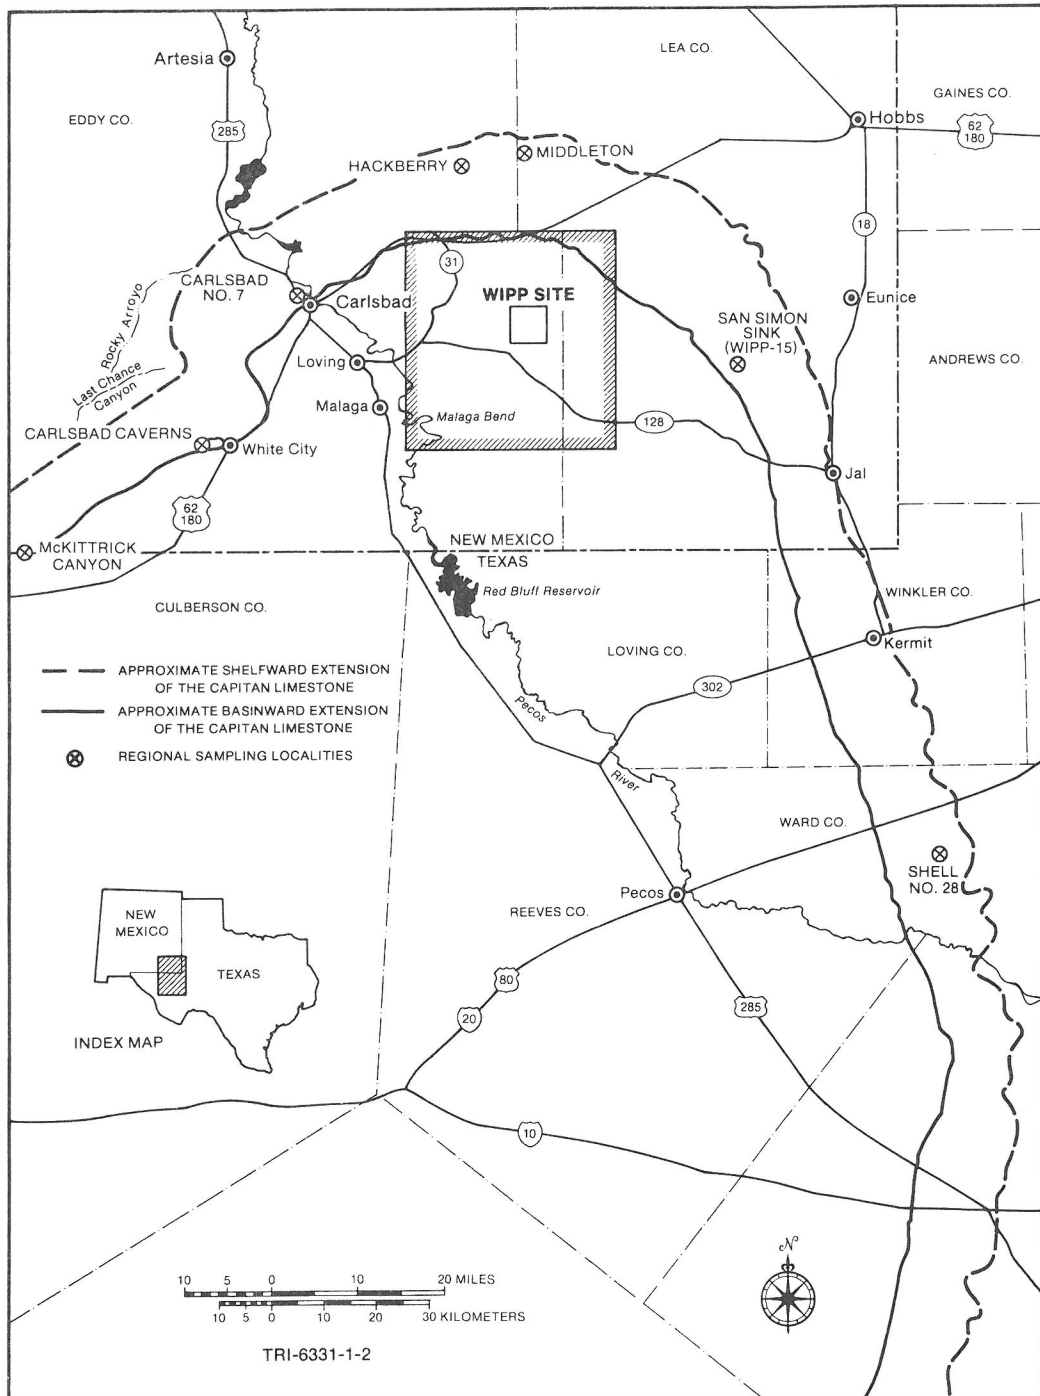 LEA CO.
Artesia
GAINES CO.
EDDY CO.
Hobbs
285
62
180
HACKBERRY
MIDDLETON
18
31
CARLSBAD
NO. 7
Carlsbad
WIPP SITE
Eunice
Rocky Arroyo
SAN SIMON
SINK
(WIPP-15)
Loving
ANDREWS CO.
Last Chance
Canyon
Malaga
Malaga Bend
128
CARLSBAD CAVERNS
White City
Jal
62
180
McKITTRICK
CANYON
NEW MEXICO
TEXAS
Red Bluff Reservoir
WINKLER CO.
CULBERSON CO.
Kermit
LOVING CO.
APPROXIMATE SHELFWARD EXTENSION
OF THE CAPITAN LIMESTONE
302
APPROXIMATE BASINWARD EXTENSION
OF THE CAPITAN LIMESTONE
Pecos
River
REGIONAL SAMPLING LOCALITIES
WARD CO.
SHELL
NO. 28
Pecos
REEVES CO.
NEW
MEXICO
TEXAS
80
20
285
INDEX MAP
10
N
10 5 0 10 20 MILES
10 5 0 10 20 30 KILOMETERS
TRI-6331-1-2